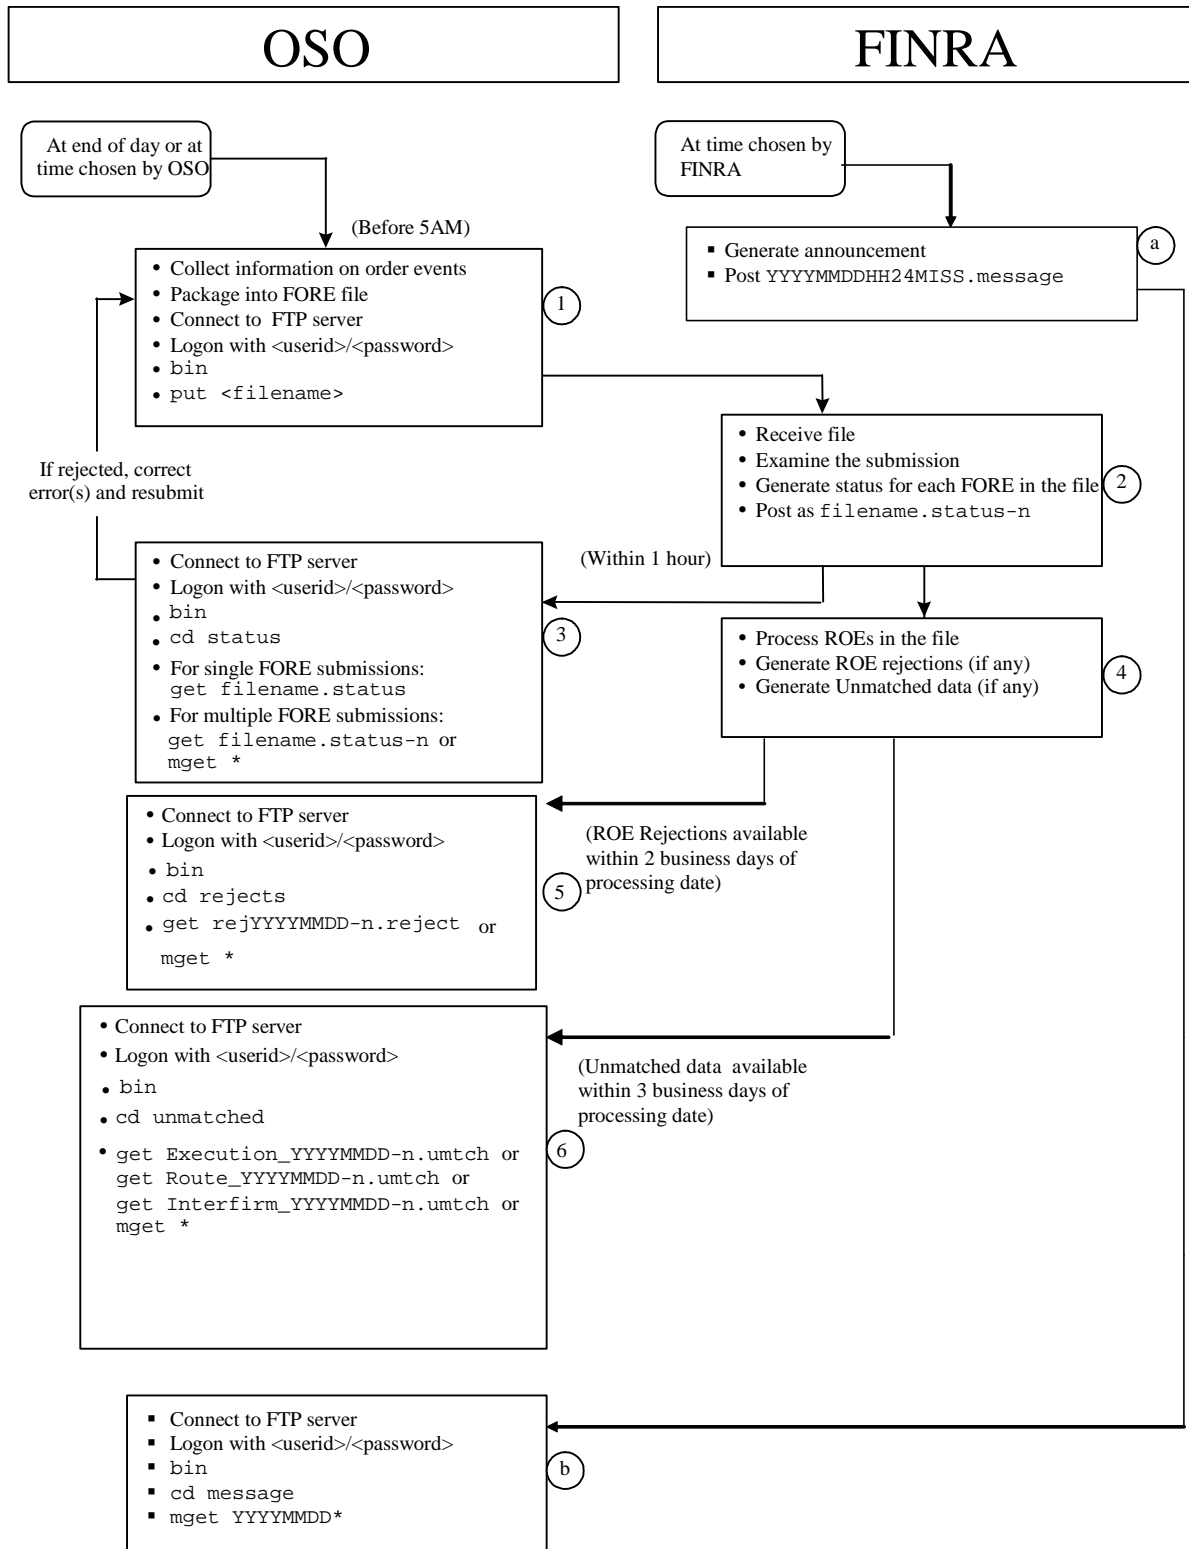 OSO
FINRA
At end of day or at
time chosen by OSO
At time chosen by
FINRA
(Before 5AM)
• Collect information on order events
• Package into FORE file
• Connect to FTP server
• Logon with <userid>/<password>
• bin
• put <filename>
1
▪ Generate announcement
▪ Post YYYYMMDDHH24MISS.message
a
• Receive file
• Examine the submission
• Generate status for each FORE in the file
• Post as filename.status-n
2
If rejected, correct
error(s) and resubmit
(Within 1 hour)
• Connect to FTP server
• Logon with <userid>/<password>
• bin
• cd status
• For single FORE submissions:
get filename.status
• For multiple FORE submissions:
get filename.status-n or
mget *
3
• Process ROEs in the file
• Generate ROE rejections (if any)
• Generate Unmatched data (if any)
4
• Connect to FTP server
• Logon with <userid>/<password>
• bin
• cd rejects
• get rejYYYYMMDD-n.reject or
mget *
5
(ROE Rejections available
within 2 business days of
processing date)
• Connect to FTP server
• Logon with <userid>/<password>
• bin
• cd unmatched
• get Execution_YYYYMMDD-n.umtch or
get Route_YYYYMMDD-n.umtch or
get Interfirm_YYYYMMDD-n.umtch or
mget *
6
(Unmatched data available
within 3 business days of
processing date)
▪ Connect to FTP server
▪ Logon with <userid>/<password>
▪ bin
▪ cd message
▪ mget YYYYMMDD*
b